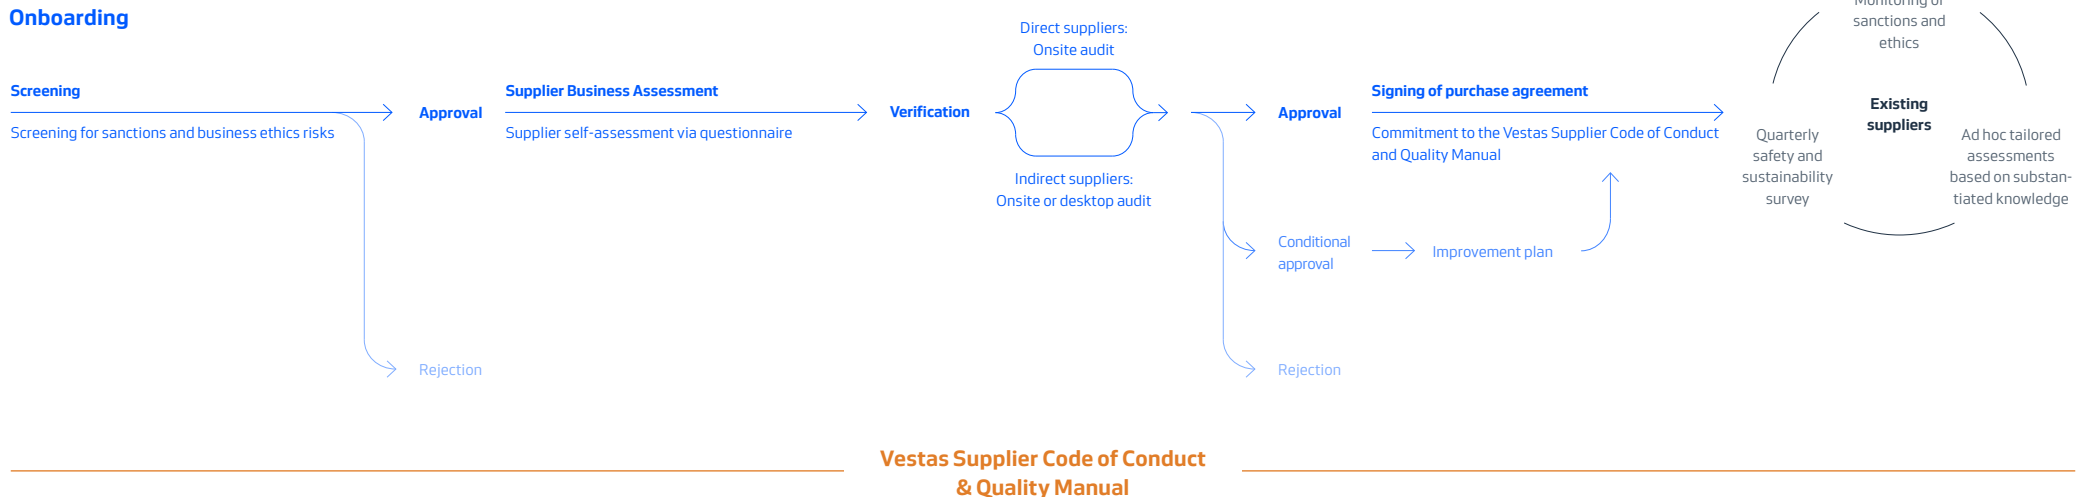 Onboarding
Screening
Screening for sanctions and business ethics risks
Approval
Rejection
Supplier Business Assessment
Supplier self-assessment via questionnaire
Verification
Direct suppliers:
Onsite audit
Indirect suppliers:
Onsite or desktop audit
Approval
Conditional
approval
Improvement plan
Rejection
Signing of purchase agreement
Commitment to the Vestas Supplier Code of Conduct
and Quality Manual
Monitoring of
sanctions and
ethics
Existing
suppliers
Quarterly
safety and
sustainability
survey
Ad hoc tailored
assessments
based on substan-
tiated knowledge
Vestas Supplier Code of Conduct
& Quality Manual